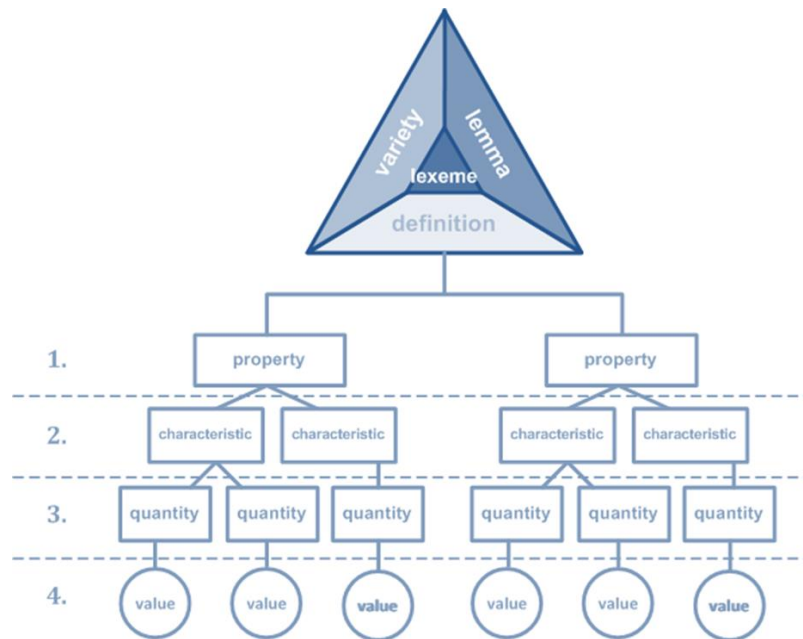 variety
lemma
lexeme
definition
1.
property
property
2.
characteristic
characteristic
characteristic
characteristic
3.
quantity
quantity
quantity
quantity
quantity
quantity
4.
value
value
value
value
value
value